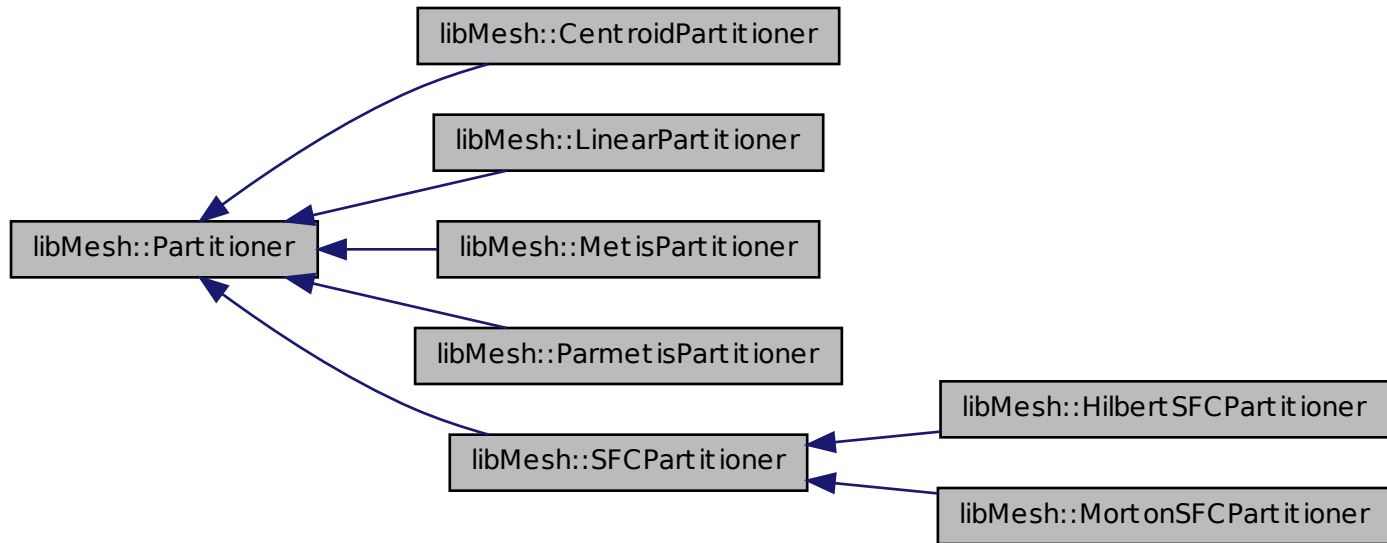 libMesh::CentroidPartitioner
libMesh::LinearPartitioner
libMesh::Partitioner
libMesh::MetisPartitioner
libMesh::ParmetisPartitioner
libMesh::HilbertSFCPartitioner
libMesh::SFCPartitioner
libMesh::MortonSFCPartitioner